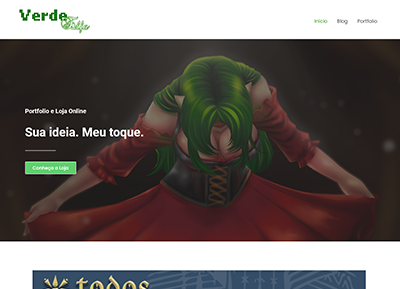 Verde
Início Blog Portfolio
Portfolio e Loja Online
Sua ideia. Meu toque.
Conheça a Loja
todos